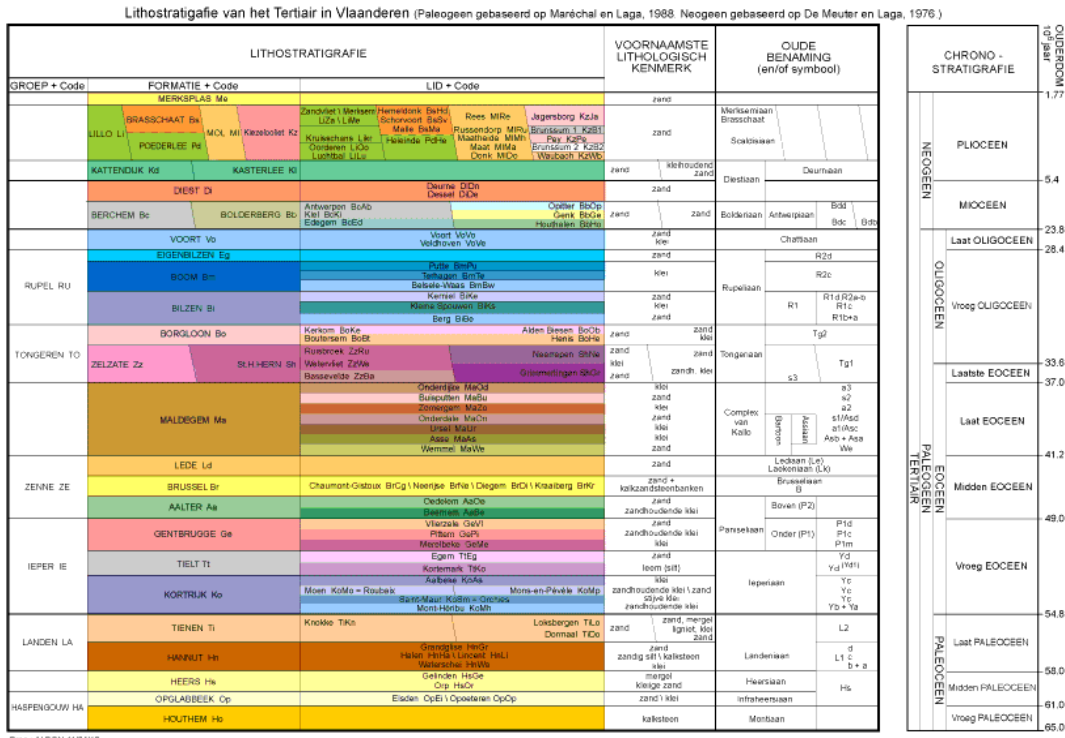 Lithostratigafie van het Tertiair in Vlaanderen (Paleogeen gebaseerd op Maréchal en Laga, 1988. Neogeen gebaseerd op De Meuter en Laga, 1976.)
LITHOSTRATIGRAFIE
VOORNAAMSTE LITHOLOGISCH KENMERK
OUDE BENAMING (en/of symbool)
CHRONO - STRATIGRAFIE
OUDERDOM 10⁶ jaar
GROEP + Code
FORMATIE + Code
LID + Code
MERKSPLAS Me
zand
1.77
LILLO Li
BRASSCHAAT Bs
POEDERLEE Pd
MOL Ml
Kiezeloöliet Kz
Zandvliet \ Merksem
LiZa \ LiMe
Kruisschans LiKr
Oorderen LiOo
Luchtbal LiLu
Hemeldonk BsHd
Schorvoort BsSv
Malle BsMa
Hereinde PdHe
Rees MlRe
Russendorp MlRu
Maatheide MlMh
Maat MlMa
Donk MlDo
Jagersborg KzJa
Brunssum 1 KzB1
Pey KzPe
Brunssum 2 KzB2
Waubach KzWb
zand
Merksemiaan
Brasschaat
Scaldisiaan
NEOGEEN
PLIOCEEN
KATTENDIJK Kd
KASTERLEE Kl
zand
kleihoudend zand
Diestiaan
Deurniaan
5.4
DIEST Di
Deurne DiDn
Dessel DiDe
zand
MIOCEEN
BERCHEM Bc
BOLDERBERG Bb
Antwerpen BcAb
Kiel BcKi
Edegem BcEd
Opitter BbOp
Genk BbGe
Houthalen BbHo
zand
zand
Bolderiaan
Antwerpiaan
Bdd
Bdc
Bdb
23.8
RUPEL RU
VOORT Vo
Voort VoVo
Veldhoven VoVe
zand
klei
Chattiaan
Laat OLIGOCEEN
28.4
EIGENBILZEN Eg
zand
Rupeliaan
R2d
OLIGOCEEN
BOOM Bm
Putte BmPu
Terhagen BmTe
Belsele-Waas BmBw
klei
R2c
Vroeg OLIGOCEEN
BILZEN Bi
Kerniel BiKe
Kleine Spouwen BiKs
Berg BiBe
zand
klei
zand
R1
R1d R2a-b
R1c
R1b+a
TONGEREN TO
BORGLOON Bo
Kerkom BoKe
Boutersem BoBt
Alden Biesen BoOb
Henis BoHe
zand
zand
klei
Tongeriaan
Tg2
ZELZATE Zz
St.H.HERN Sh
Ruisbroek ZzRu
Watervliet ZzWa
Bassevelde ZzBa
Neerrepen ShNe
Grimmertingen ShGr
zand
klei
zand
zand
zandh. klei
s3
Tg1
33.6
Laatste EOCEEN
37.0
MALDEGEM Ma
Onderdijke MaOd
Buisputten MaBu
Zomergem MaZo
Onderdale MaOn
Ursel MaUr
Asse MaAs
Wemmel MaWe
klei
zand
klei
zand
klei
klei
zand
Complex van Kallo
Bartoon
Assiaan
a3
s2
a2
s1/Asd
a1/Asc
Asb + Asa
We
Laat EOCEEN
41.2
TERTIAIR
PALEOGEEN
EOCEEN
ZENNE ZE
LEDE Ld
zand
Lediaan (Le)
Laekeniaan (Lk)
BRUSSEL Br
Chaumont-Gistoux BrCg \ Neerijse BrNe \ Diegem BrDi \ Kraaiberg BrKr
zand +
kalkzandsteenbanken
Brusseliaan
B
Midden EOCEEN
AALTER Aa
Oedelem AaOe
Beernem AaBe
zand
zandhoudende klei
Paniseliaan
Boven (P2)
49.0
IEPER IE
GENTBRUGGE Ge
Vlierzele GeVl
Pittem GePi
Merelbeke GeMe
zand
zandhoudende klei
klei
Onder (P1)
P1d
P1c
P1m
TIELT Tt
Egem TtEg
Kortemark TtKo
zand
leem (silt)
Ieperiaan
Yd
Yd (Yd1)
Vroeg EOCEEN
KORTRIJK Ko
Aalbeke KoAa
Moen KoMo = Roubaix
Mons-en-Pévèle KoMp
Saint-Maur KoSm = Orchies
Mont-Héribu KoMh
klei
zandhoudende klei \ zand
stijve klei
zandhoudende klei
Yc
Yc
Yc
Yb + Ya
54.8
LANDEN LA
TIENEN Ti
Knokke TiKn
Loksbergen TiLo
Dormaal TiDo
zand
zand, mergel
ligniet, klei
zand
Landeniaan
L2
PALEOCEEN
Laat PALEOCEEN
HANNUT Hn
Grandglise HnGr
Halen HnHa \ Lincent HnLi
Waterschei HnWa
zand
zandig silt \ kalksteen
klei
L1
d
c
b + a
58.0
HEERS Hs
Gelinden HsGe
Orp HsOr
mergel
kleiige zand
Heersiaan
Hs
Midden PALEOCEEN
HASPENGOUW HA
OPGLABBEEK Op
Eisden OpEi \ Opoeteren OpOp
zand \ klei
Infraheersiaan
61.0
HOUTHEM Ho
kalksteen
Montiaan
Vroeg PALEOCEEN
65.0